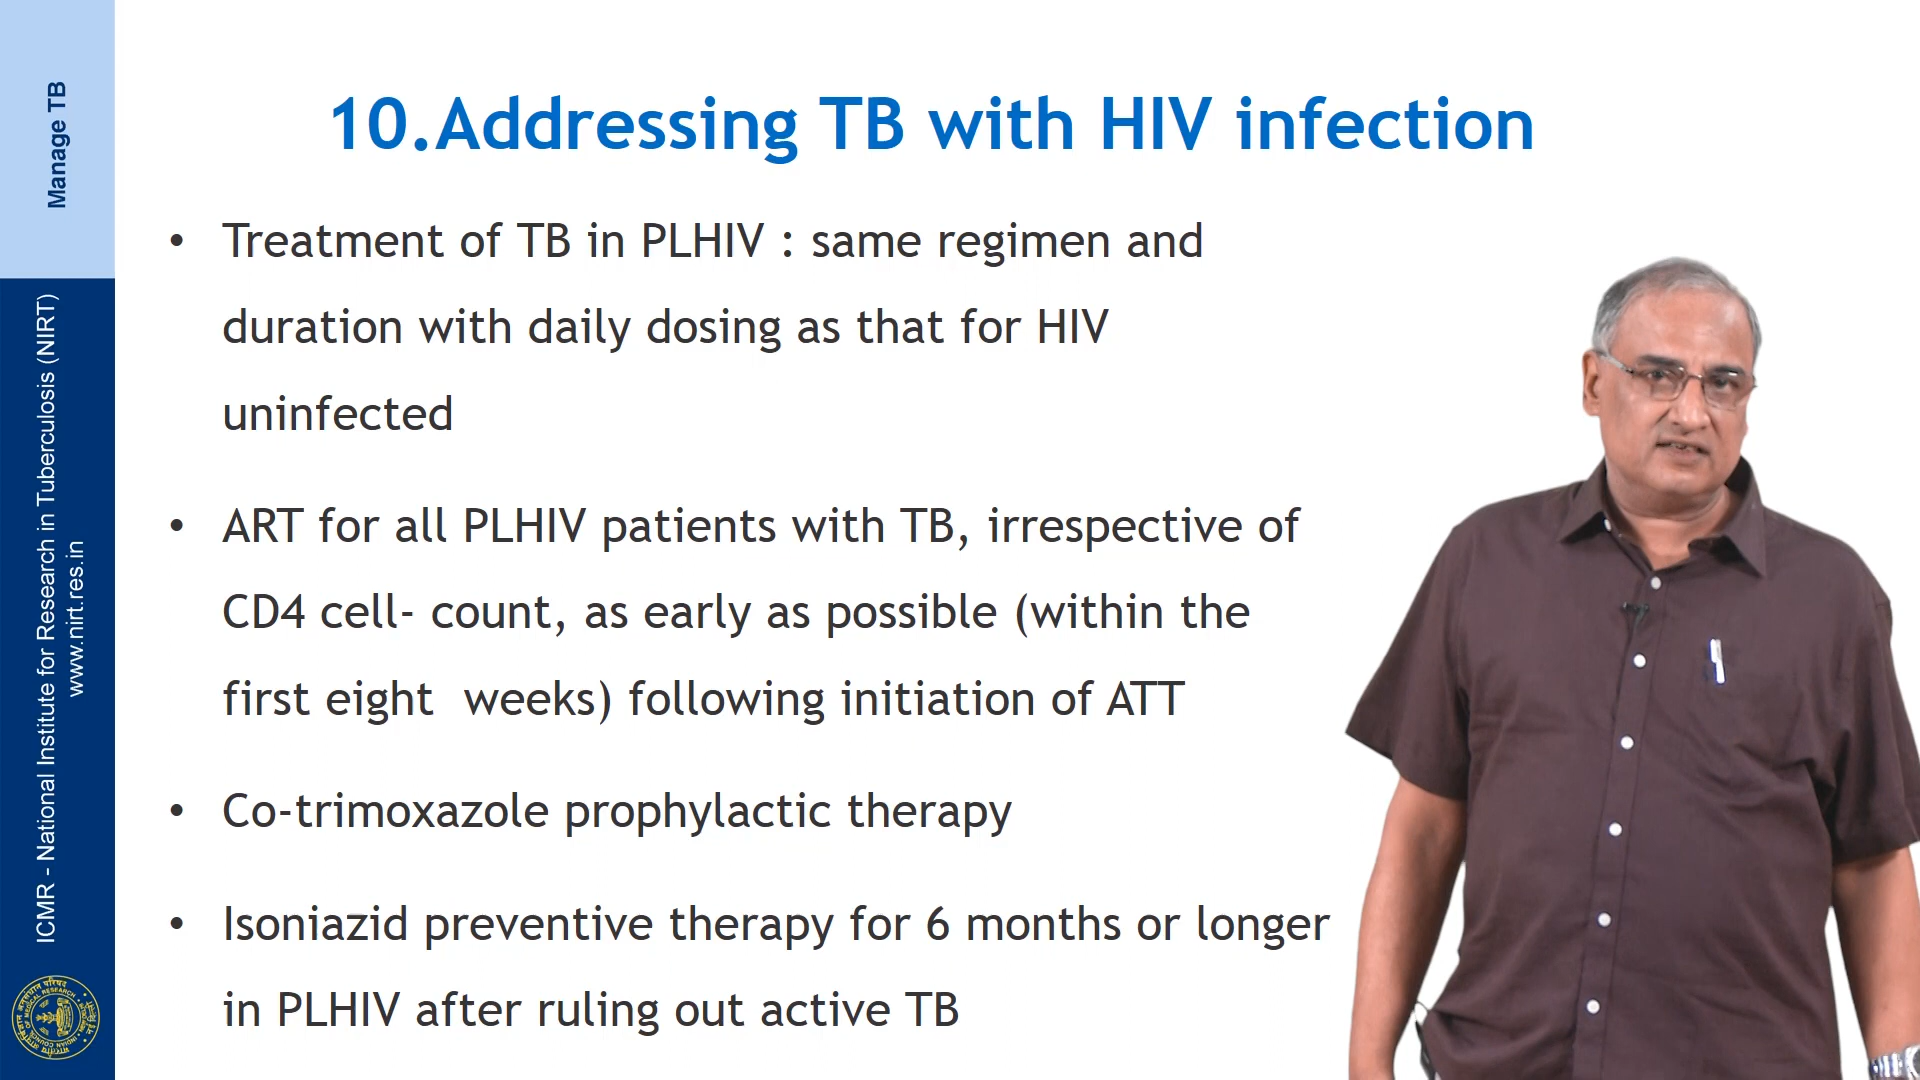 Manage TB
ICMR - National Institute for Research in Tuberculosis (NIRT)
www.nirt.res.in
10.Addressing TB with HIV infection
• Treatment of TB in PLHIV : same regimen and
duration with daily dosing as that for HIV
uninfected
• ART for all PLHIV patients with TB, irrespective of
CD4 cell- count, as early as possible (within the
first eight  weeks) following initiation of ATT
• Co-trimoxazole prophylactic therapy
• Isoniazid preventive therapy for 6 months or longer
in PLHIV after ruling out active TB